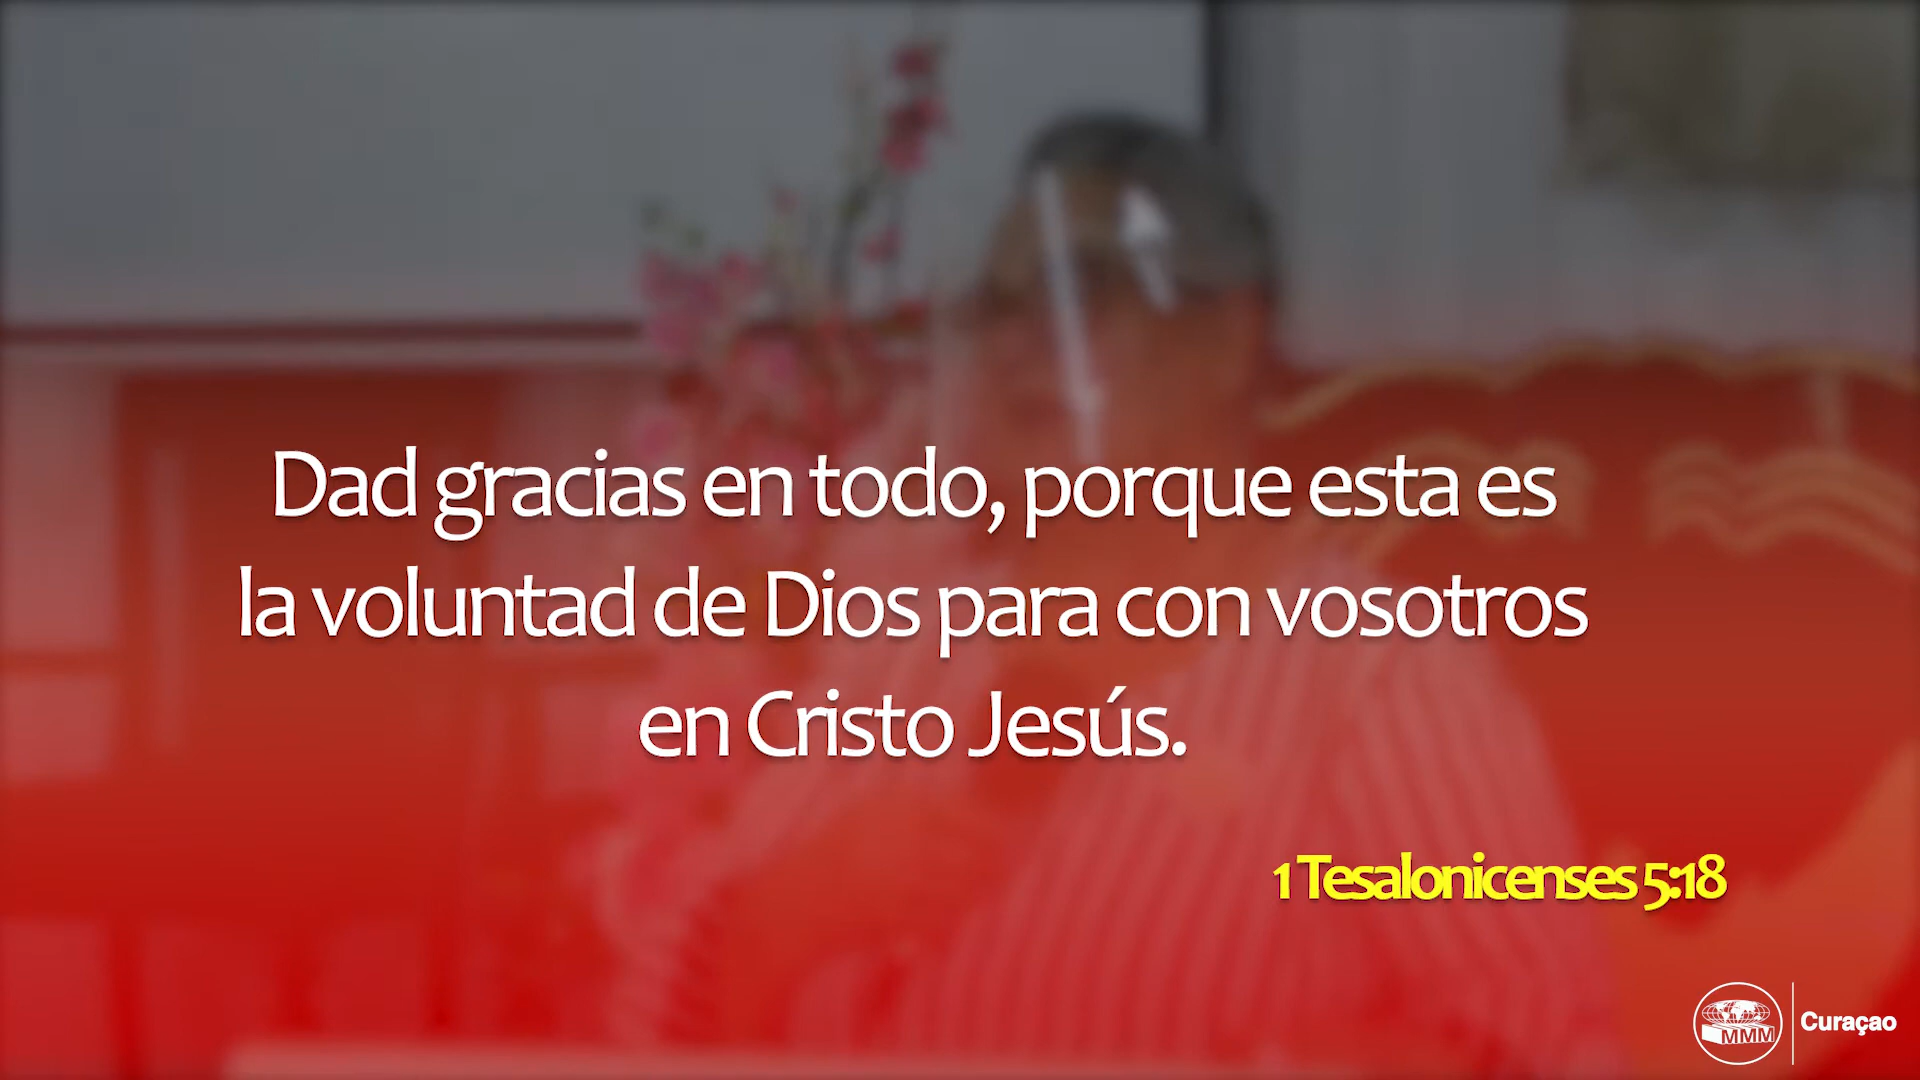 Dad gracias en todo, porque esta es
la voluntad de Dios para con vosotros
en Cristo Jesús.
1 Tesalonicenses 5:18
MMM
Curaçao